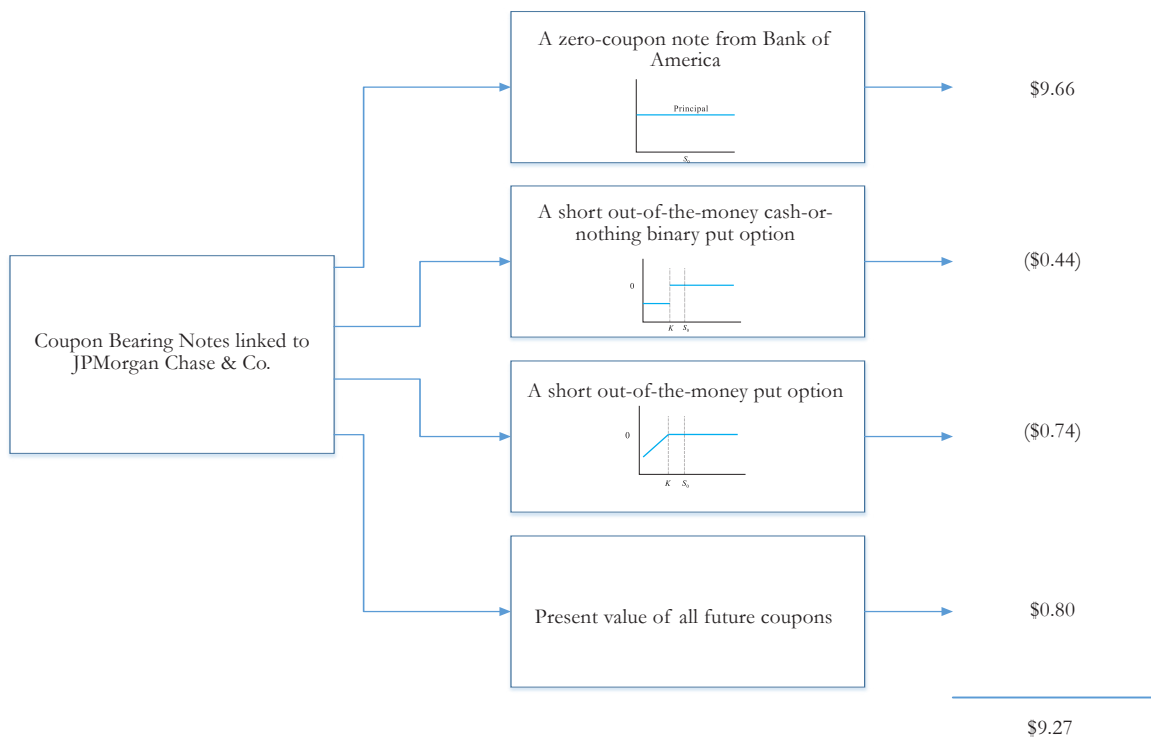 A zero-coupon note from Bank of
America
Principal
S₀
$9.66
A short out-of-the-money cash-or-
nothing binary put option
0
K
S₀
($0.44)
Coupon Bearing Notes linked to
JPMorgan Chase & Co.
A short out-of-the-money put option
0
K
S₀
($0.74)
Present value of all future coupons
$0.80
$9.27